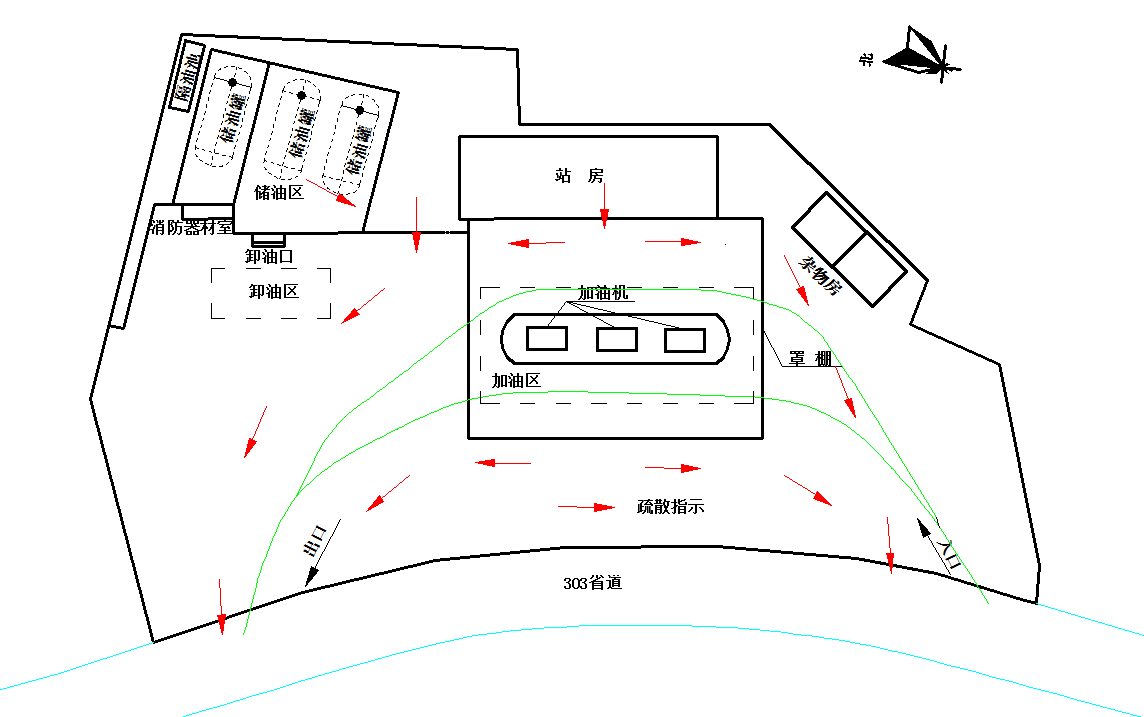 北
隔油池
储油罐
储油罐
储油罐
站 房
储油区
消防器材室
卸油口
卸油区
杂物房
加油机
罩 棚
加油区
疏散指示
出口
入口
303省道